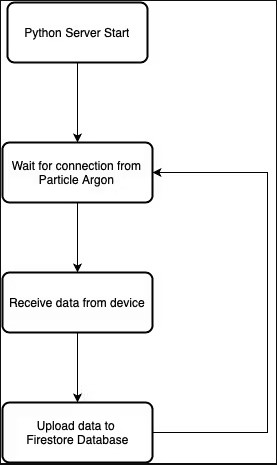 Python Server Start
Wait for connection from
Particle Argon
Receive data from device
Upload data to
Firestore Database